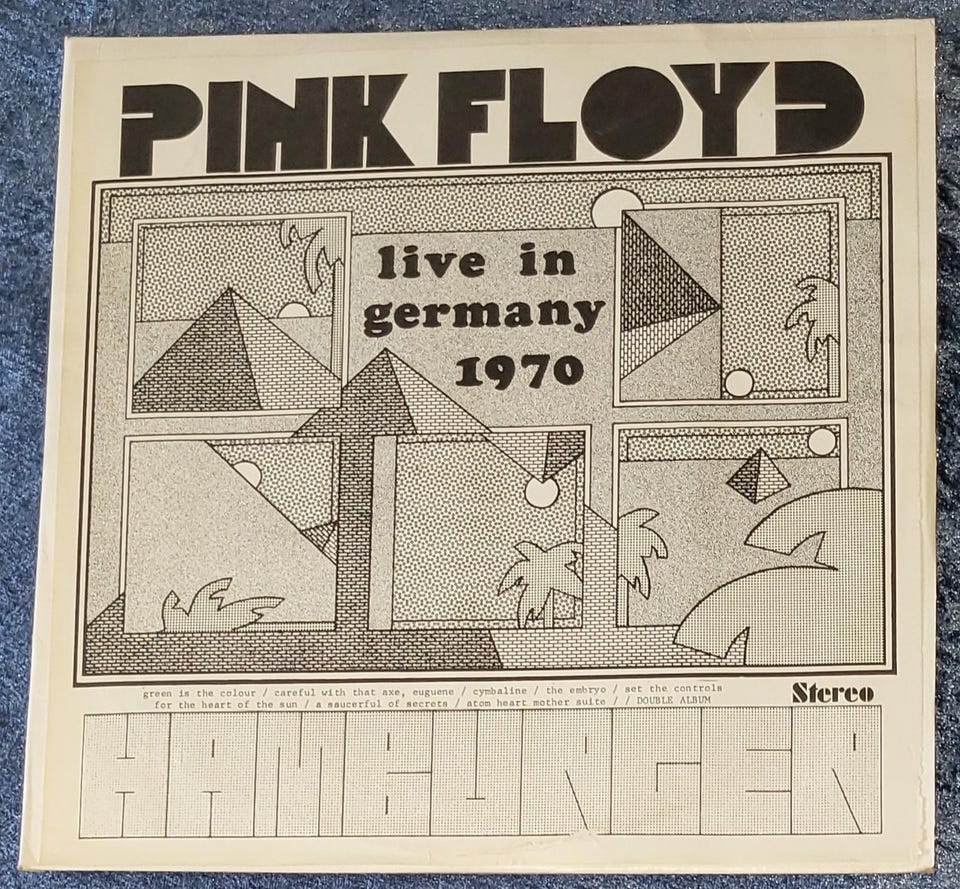 PINK FLOYD
live in
germany
1970
green is the colour / careful with that axe, euguene / cymbaline / the embryo / set the controls
for the heart of the sun / a saucerful of secrets / atom heart mother suite / / DOUBLE ALBUM
Stereo
HAMBURGER